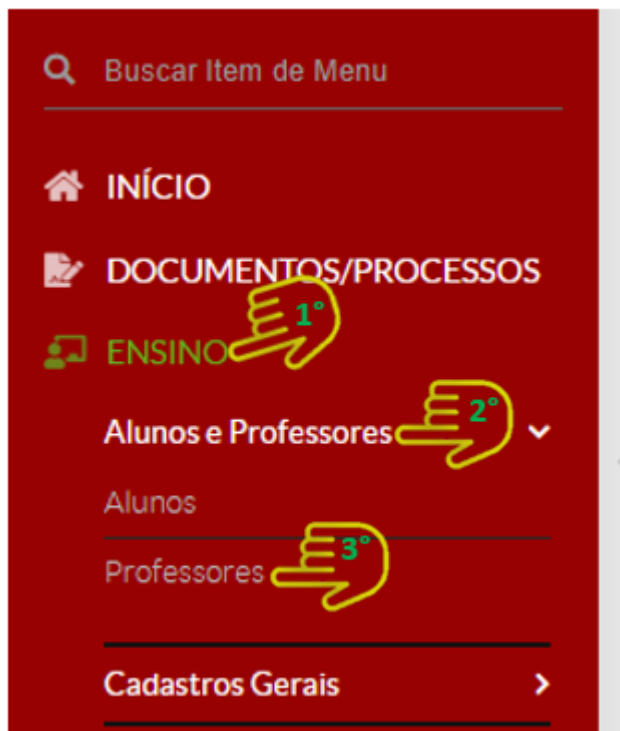 Buscar Item de Menu
INÍCIO
DOCUMENTOS/PROCESSOS
1°
ENSINO
Alunos e Professores 2°
Alunos
Professores 3°
Cadastros Gerais